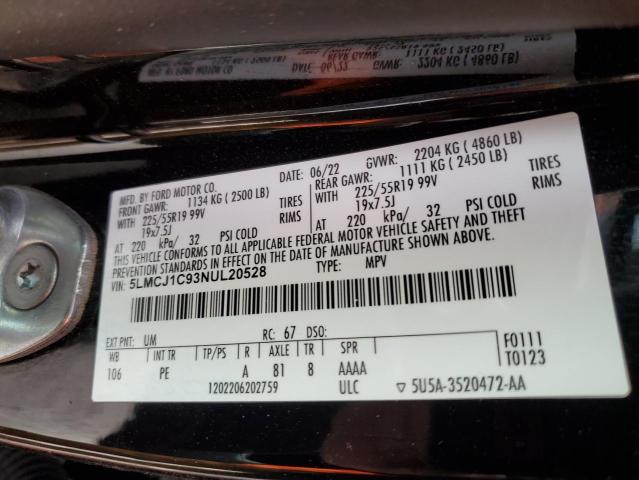 MFD. BY FORD MOTOR CO. DATE: 06/22 GVWR: 2204 KG ( 4860 LB)
FRONT GAWR: 1134 KG ( 2500 LB) REAR GAWR: 1111 KG ( 2450 LB)
WITH 225/55R19 99V TIRES WITH 225/55R19 99V TIRES
19x7.5J RIMS 19x7.5J RIMS
AT 220 kPa/ 32 PSI COLD AT 220 kPa/ 32 PSI COLD
THIS VEHICLE CONFORMS TO ALL APPLICABLE FEDERAL MOTOR VEHICLE SAFETY AND THEFT
PREVENTION STANDARDS IN EFFECT ON THE DATE OF MANUFACTURE SHOWN ABOVE.
VIN: 5LMCJ1C93NUL20528 TYPE: MPV
EXT PNT: UM RC: 67 DSO: F0111
WB INT TR TP/PS R AXLE TR SPR T0123
106 PE A 81 8 AAAA
1202206202759 ULC 5U5A-3520472-AA